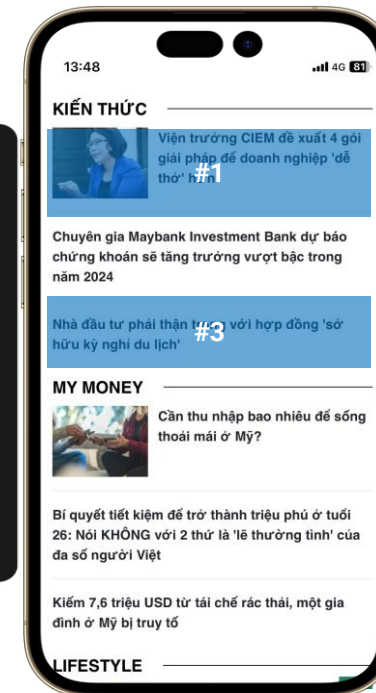 13:48
4G 81
KIẾN THỨC
Viện trưởng CIEM đề xuất 4 gói
giải pháp để doanh nghiệp 'dễ
thở' hơn
#1
Chuyên gia Maybank Investment Bank dự báo
chứng khoán sẽ tăng trưởng vượt bậc trong
năm 2024
Nhà đầu tư phải thận trọng với hợp đồng 'sở
hữu kỳ nghỉ du lịch'
#3
MY MONEY
Cần thu nhập bao nhiêu để sống
thoải mái ở Mỹ?
Bí quyết tiết kiệm để trở thành triệu phú ở tuổi
26: Nói KHÔNG với 2 thứ là 'lẽ thường tình' của
đa số người Việt
Kiếm 7,6 triệu USD từ tái chế rác thải, một gia
đình ở Mỹ bị truy tố
LIFESTYLE